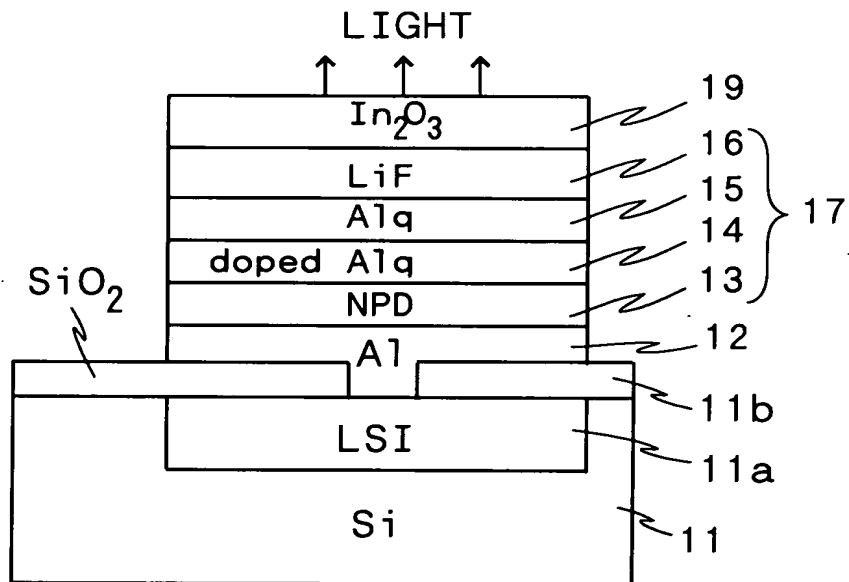 LIGHT
In₂O₃
19
LiF
16
Alq
15
17
doped Alq
14
SiO₂
NPD
13
Al
12
11b
LSI
11a
Si
11